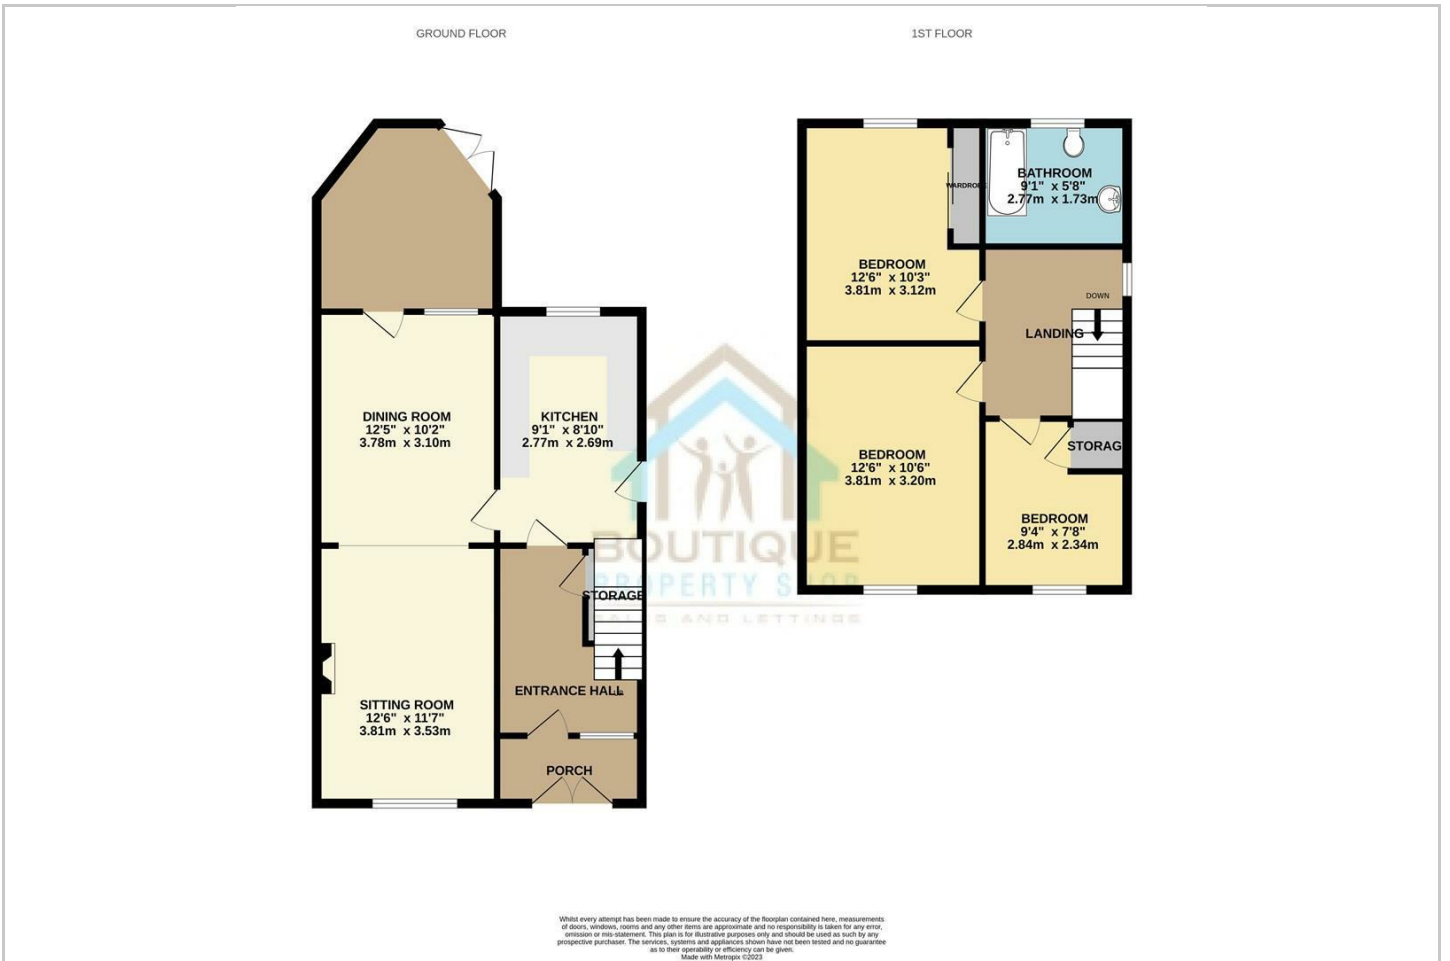 GROUND FLOOR
1ST FLOOR
DINING ROOM
12'5" x 10'2"
3.78m x 3.10m
KITCHEN
9'1" x 8'10"
2.77m x 2.69m
STORAGE
ENTRANCE HALL
SITTING ROOM
12'6" x 11'7"
3.81m x 3.53m
PORCH
BEDROOM
12'6" x 10'3"
3.81m x 3.12m
WARDROBE
BATHROOM
9'1" x 5'8"
2.77m x 1.73m
DOWN
LANDING
BEDROOM
12'6" x 10'6"
3.81m x 3.20m
STORAG
BEDROOM
9'4" x 7'8"
2.84m x 2.34m
BOUTIQUE
PROPERTY SHOP
SALES AND LETTINGS
Whilst every attempt has been made to ensure the accuracy of the floorplan contained here, measurements
of doors, windows, rooms and any other items are approximate and no responsibility is taken for any error,
omission or mis-statement. This plan is for illustrative purposes only and should be used as such by any
prospective purchaser. The services, systems and appliances shown have not been tested and no guarantee
as to their operability or efficiency can be given.
Made with Metropix ©2023